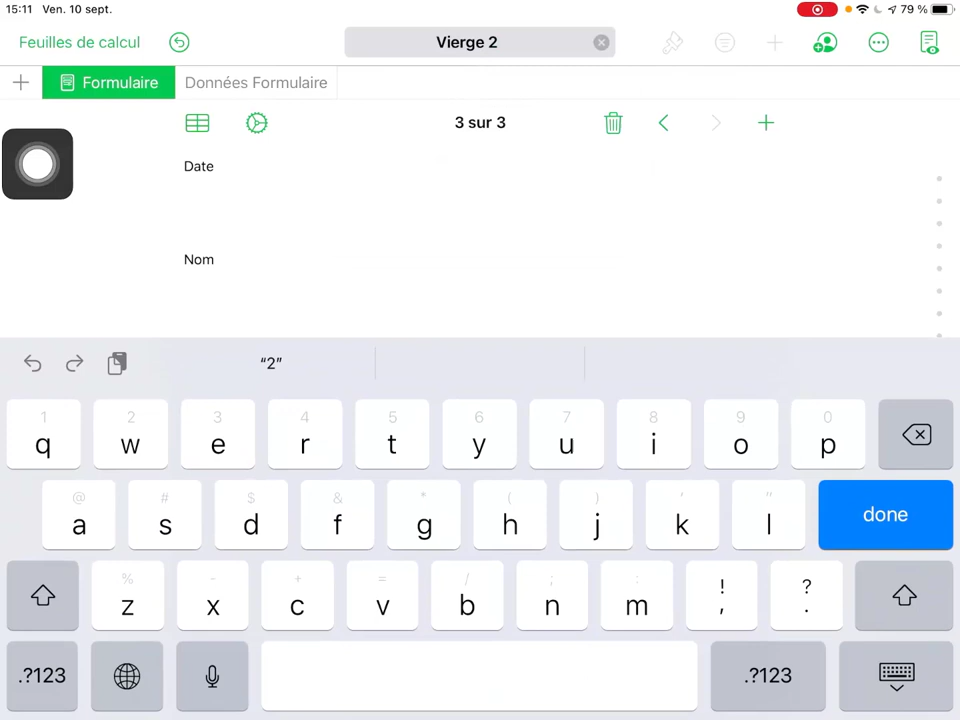 15:11 Ven. 10 sept. 79 %
Feuilles de calcul Vierge 2
Formulaire Données Formulaire
3 sur 3
Date
Nom
“2”
1 2 3 4 5 6 7 8 9 0
q w e r t y u i o p
@ # $ & * ( ) ' "
a s d f g h j k l done
% - + = / ; : ! ?
z x c v b n m , .
.?123 .?123